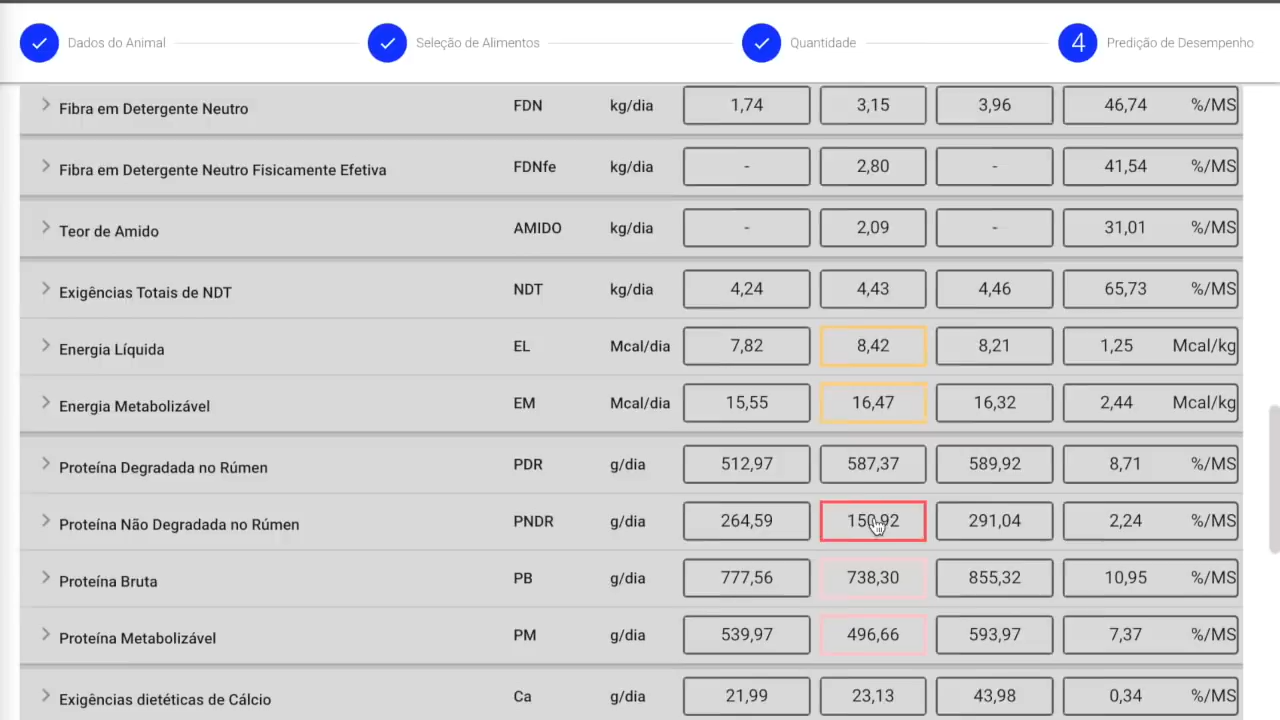 Dados do Animal Seleção de Alimentos Quantidade 4 Predição de Desempenho
Fibra em Detergente Neutro FDN kg/dia 1,74 3,15 3,96 46,74 %/MS
Fibra em Detergente Neutro Fisicamente Efetiva FDNfe kg/dia - 2,80 - 41,54 %/MS
Teor de Amido AMIDO kg/dia - 2,09 - 31,01 %/MS
Exigências Totais de NDT NDT kg/dia 4,24 4,43 4,46 65,73 %/MS
Energia Líquida EL Mcal/dia 7,82 8,42 8,21 1,25 Mcal/kg
Energia Metabolizável EM Mcal/dia 15,55 16,47 16,32 2,44 Mcal/kg
Proteína Degradada no Rúmen PDR g/dia 512,97 587,37 589,92 8,71 %/MS
Proteína Não Degradada no Rúmen PNDR g/dia 264,59 150,92 291,04 2,24 %/MS
Proteína Bruta PB g/dia 777,56 738,30 855,32 10,95 %/MS
Proteína Metabolizável PM g/dia 539,97 496,66 593,97 7,37 %/MS
Exigências dietéticas de Cálcio Ca g/dia 21,99 23,13 43,98 0,34 %/MS